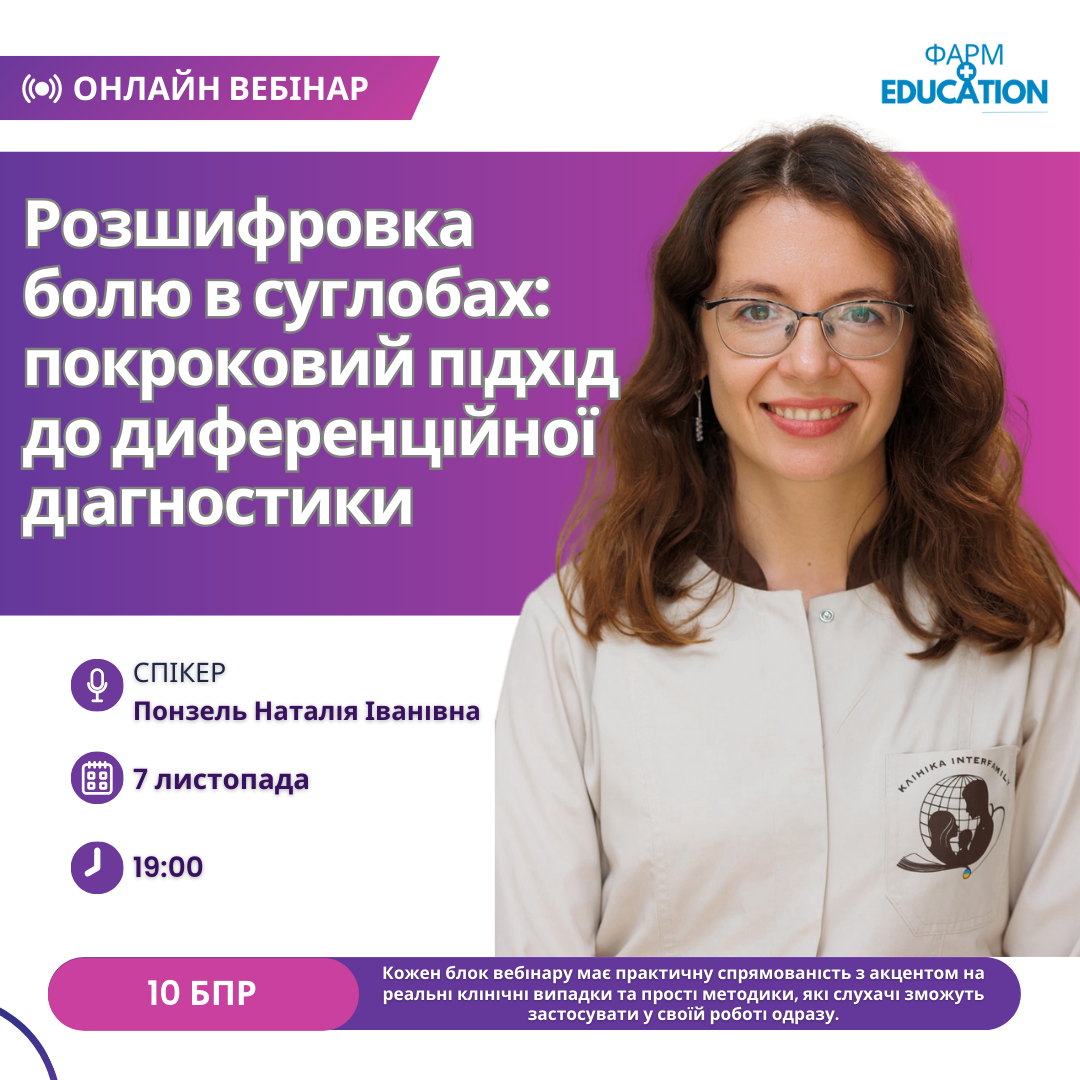 ОНЛАЙН ВЕБІНАР
ФАРМ
EDUCATION
Розшифровка
болю в суглобах:
покроковий підхід
до диференційної
діагностики
СПІКЕР
Понзель Наталія Іванівна
7 листопада
19:00
КЛІНІКА INTERFAMILY
10 БПР
Кожен блок вебінару має практичну спрямованість з акцентом на
реальні клінічні випадки та прості методики, які слухачі зможуть
застосувати у своїй роботі одразу.